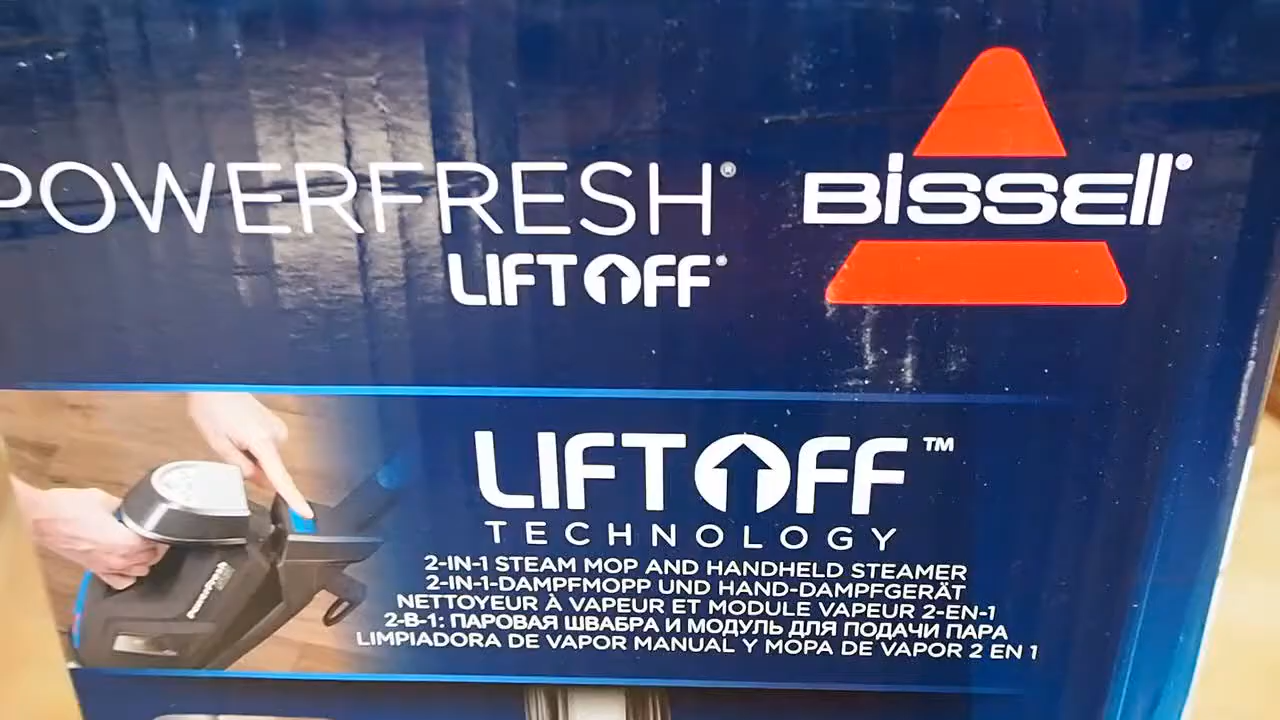 POWERFRESH®
LIFTOFF®
BISSELL®
LIFTOFF™
TECHNOLOGY
2-IN-1 STEAM MOP AND HANDHELD STEAMER
2-IN-1-DAMPFMOPP UND HAND-DAMPFGERÄT
NETTOYEUR À VAPEUR ET MODULE VAPEUR 2-EN-1
2-В-1: ПАРОВАЯ ШВАБРА И МОДУЛЬ ДЛЯ ПОДАЧИ ПАРА
LIMPIADORA DE VAPOR MANUAL Y MOPA DE VAPOR 2 EN 1